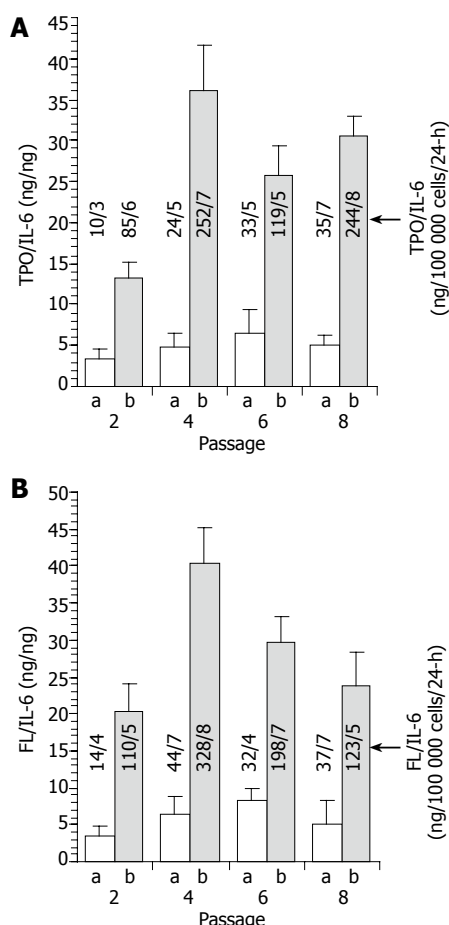 A
TPO/IL-6 (ng/ng)
45
40
35
30
25
20
15
10
5
0
10/3
85/6
24/5
252/7
33/5
119/5
35/7
244/8
TPO/IL-6
(ng/100 000 cells/24-h)
a b a b a b a b
2 4 6 8
Passage
B
FL/IL-6 (ng/ng)
50
45
40
35
30
25
20
15
10
5
0
14/4
110/5
44/7
328/8
32/4
198/7
37/7
123/5
FL/IL-6
(ng/100 000 cells/24-h)
a b a b a b a b
2 4 6 8
Passage